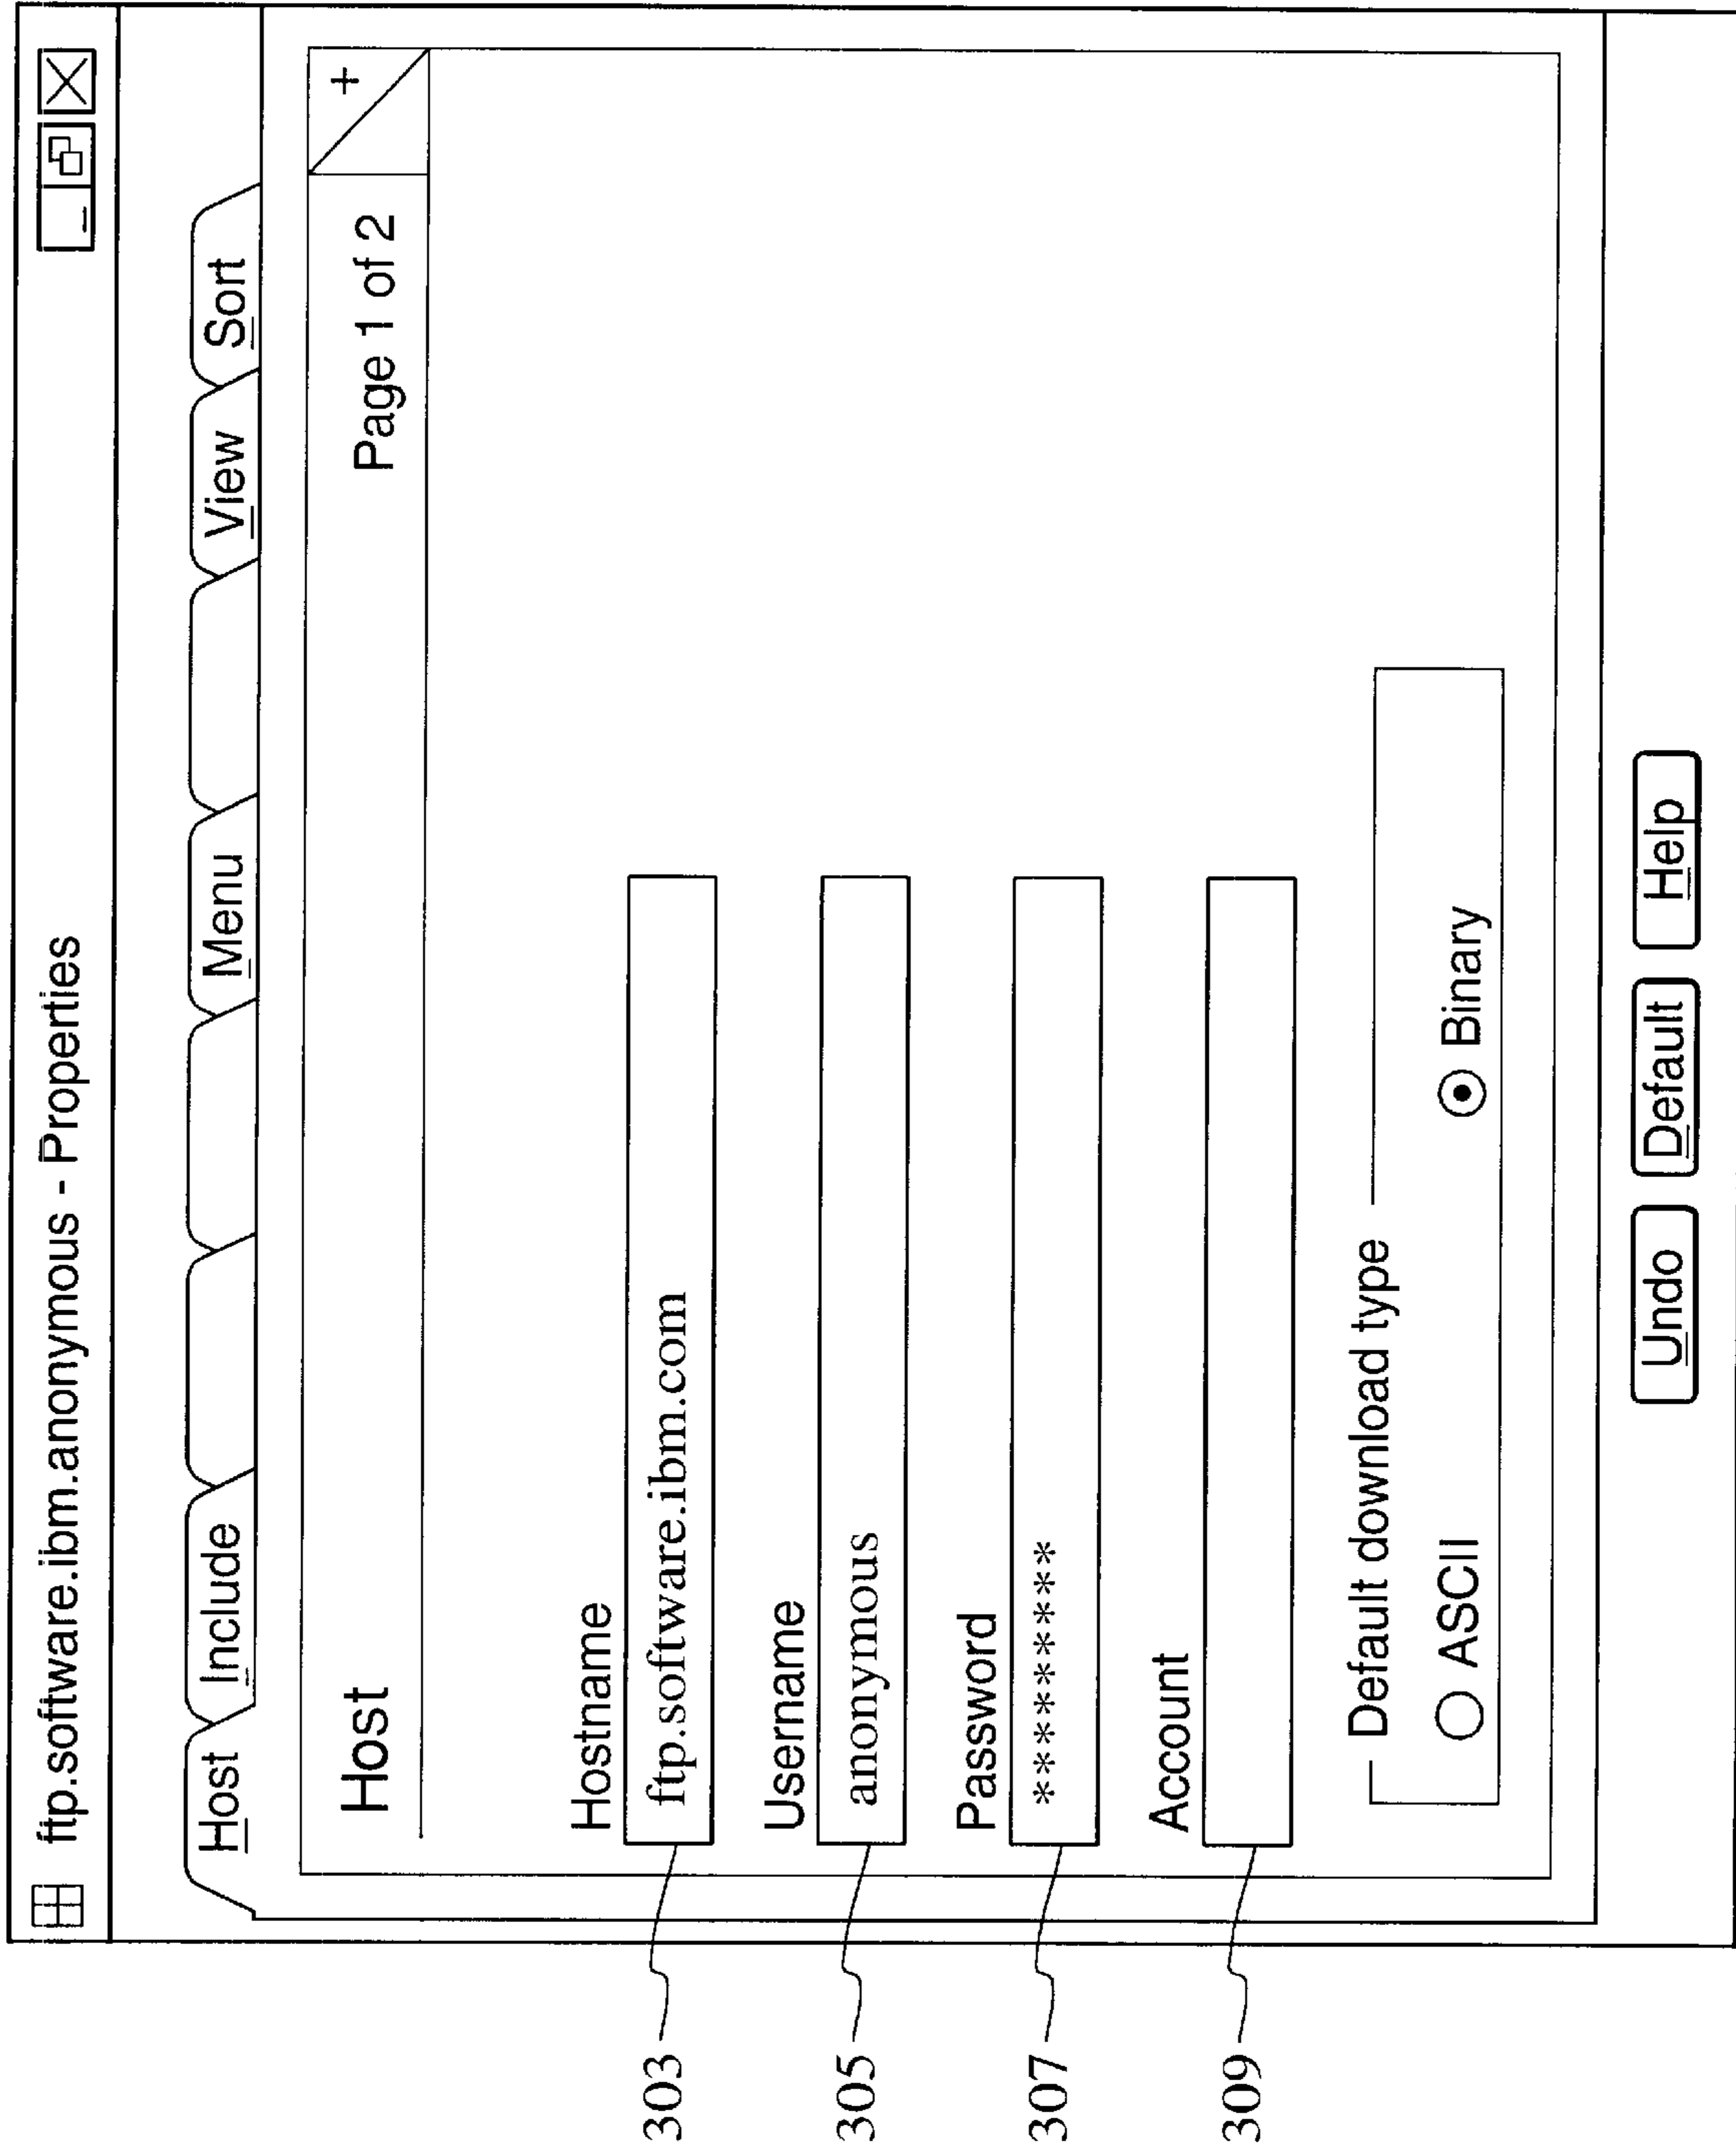 ftp.software.ibm.anonymous - Properties
Host Include Menu View Sort
Host Page 1 of 2 +
Hostname
303 ftp.software.ibm.com
Username
305 anonymous
Password
307 ***********
Account
309
Default download type
ASCII Binary
Undo Default Help